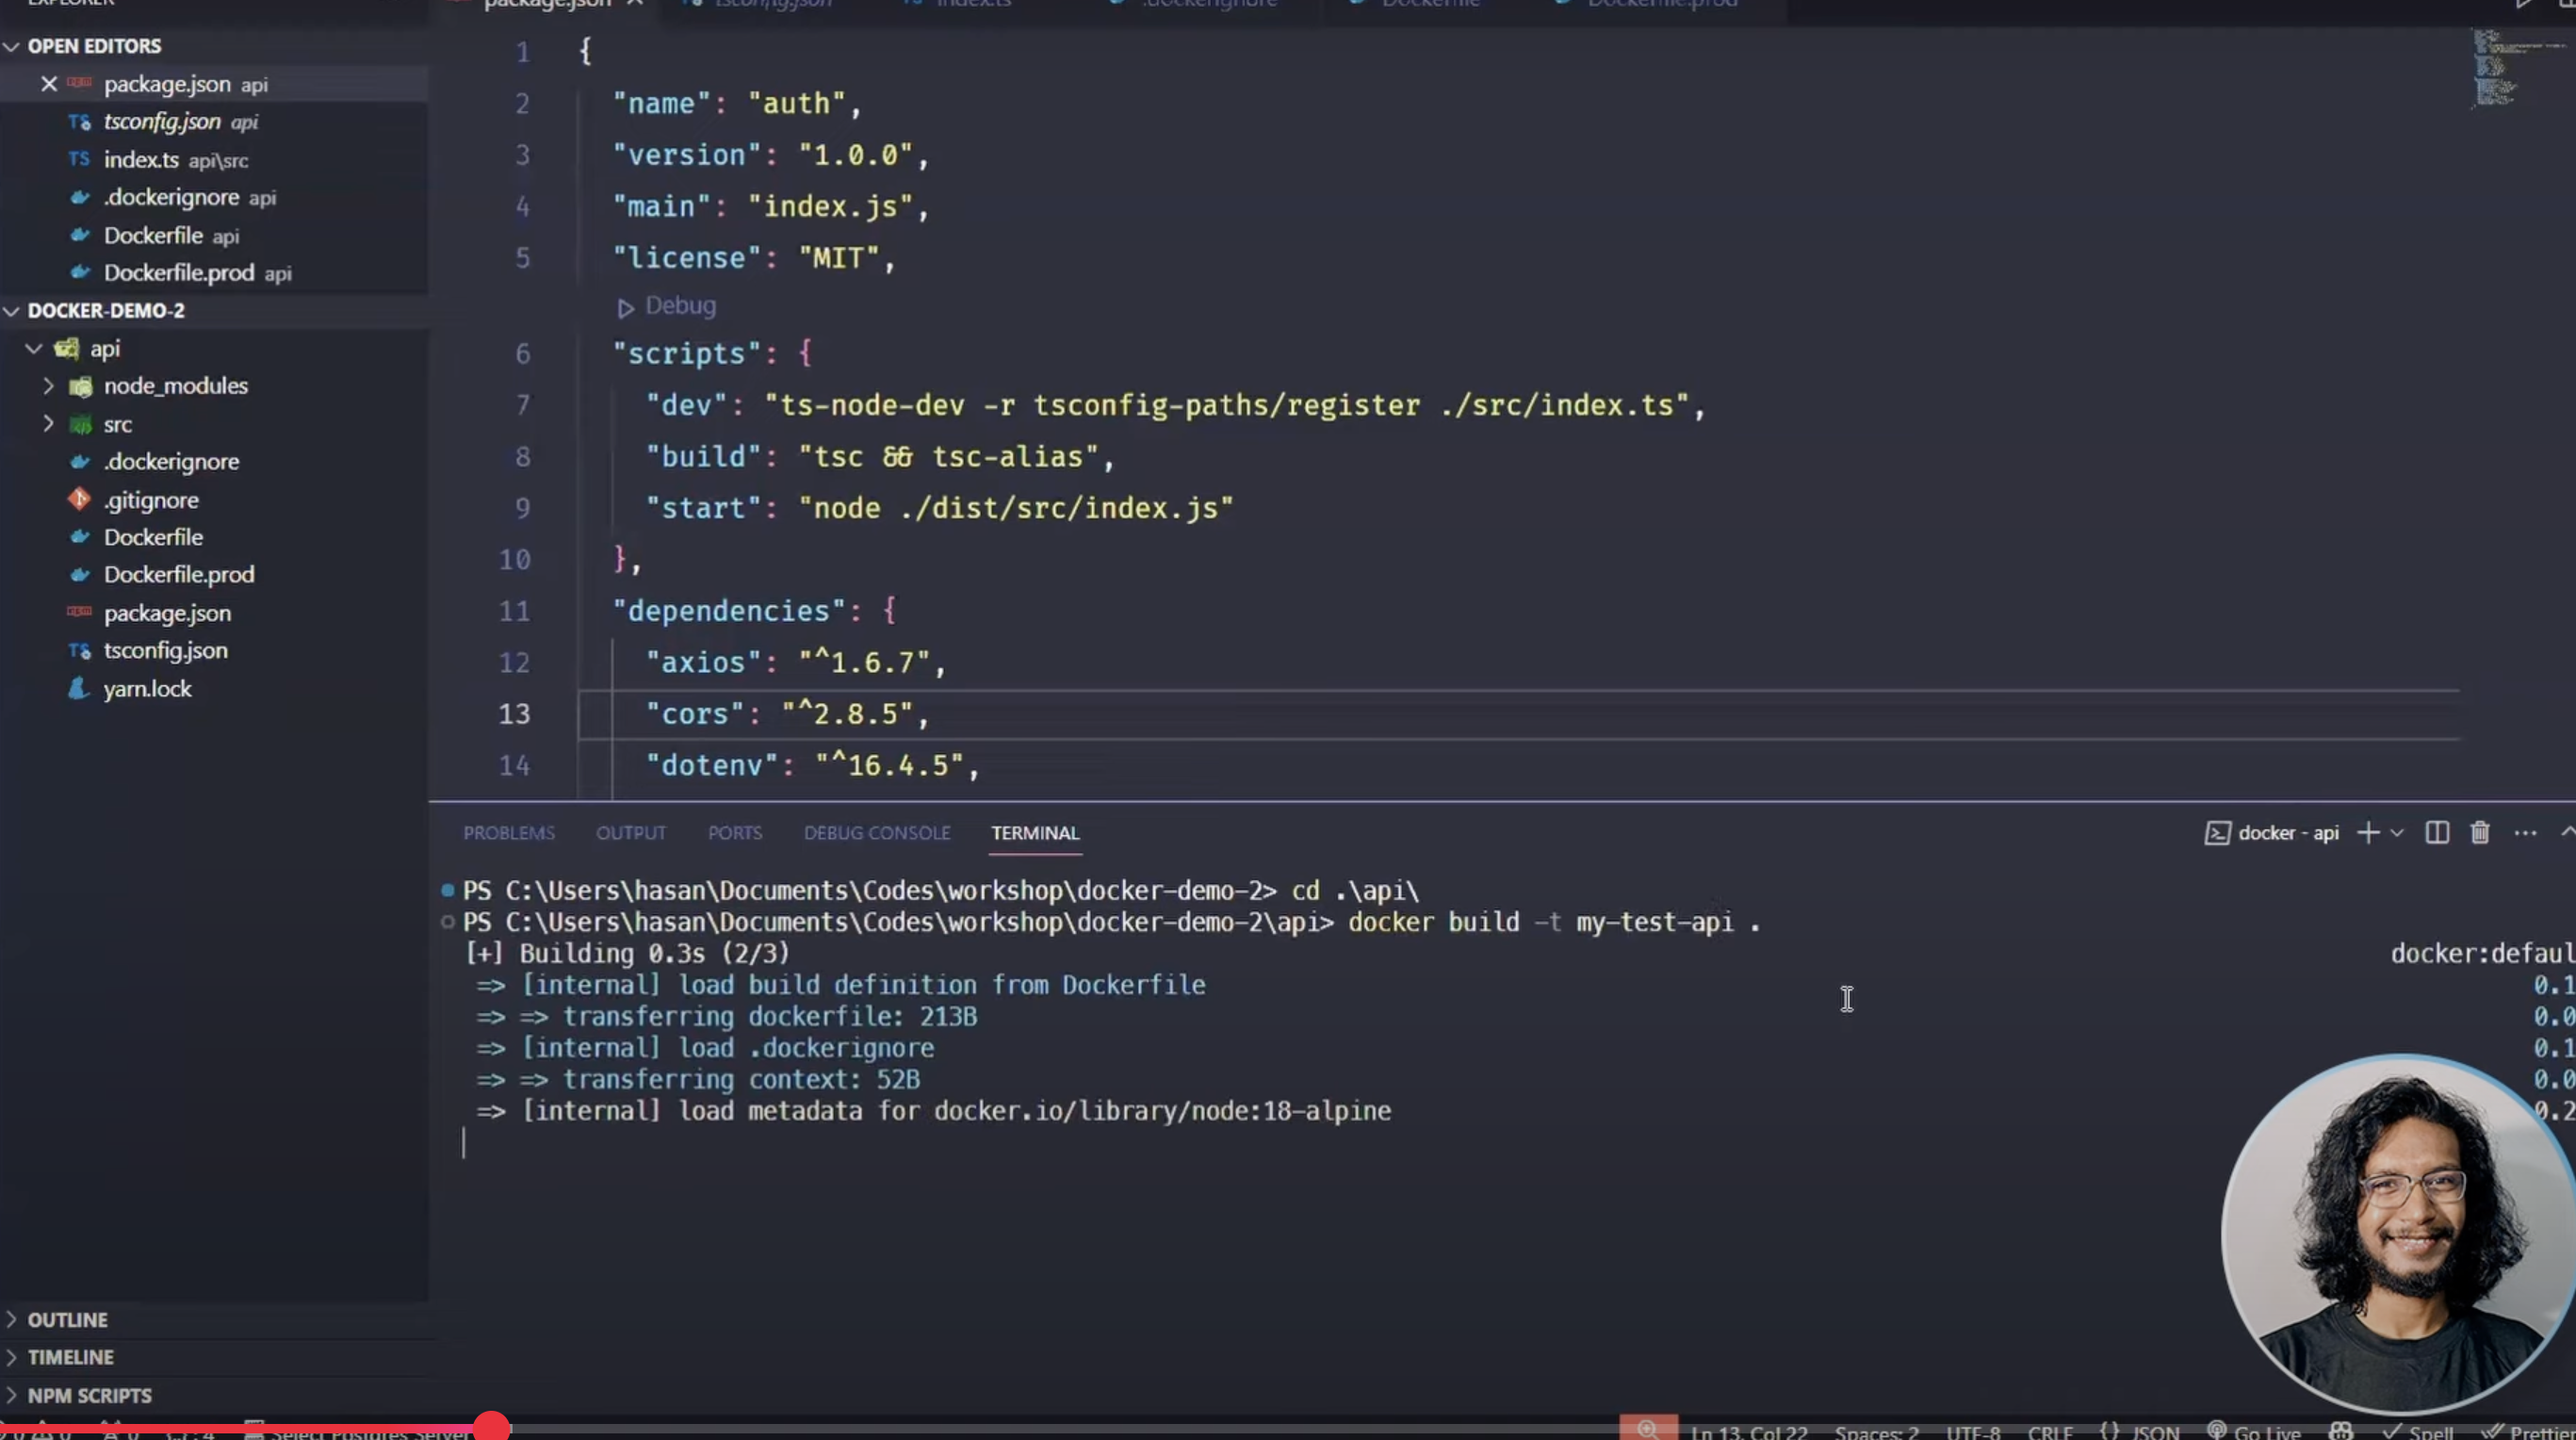 package.json
tsconfig.json
index.ts
.dockerignore
Dockerfile
Dockerfile.prod
OPEN EDITORS
package.json api
tsconfig.json api
index.ts api\src
.dockerignore api
Dockerfile api
Dockerfile.prod api
DOCKER-DEMO-2
api
node_modules
src
.dockerignore
.gitignore
Dockerfile
Dockerfile.prod
package.json
tsconfig.json
yarn.lock
OUTLINE
TIMELINE
NPM SCRIPTS
1 {
2 "name": "auth",
3 "version": "1.0.0",
4 "main": "index.js",
5 "license": "MIT",
Debug
6 "scripts": {
7 "dev": "ts-node-dev -r tsconfig-paths/register ./src/index.ts",
8 "build": "tsc && tsc-alias",
9 "start": "node ./dist/src/index.js"
10 },
11 "dependencies": {
12 "axios": "^1.6.7",
13 "cors": "^2.8.5",
14 "dotenv": "^16.4.5",
PROBLEMS OUTPUT PORTS DEBUG CONSOLE TERMINAL
docker - api
PS C:\Users\hasan\Documents\Codes\workshop\docker-demo-2> cd .\api\
PS C:\Users\hasan\Documents\Codes\workshop\docker-demo-2\api> docker build -t my-test-api .
[+] Building 0.3s (2/3) docker:defaul
=> [internal] load build definition from Dockerfile 0.1
=> => transferring dockerfile: 213B 0.0
=> [internal] load .dockerignore 0.1
=> => transferring context: 52B 0.0
=> [internal] load metadata for docker.io/library/node:18-alpine 0.2
Select Postgres Server
Ln 13, Col 22 Spaces: 2 UTF-8 CRLF {} JSON Go Live Spell Prettie